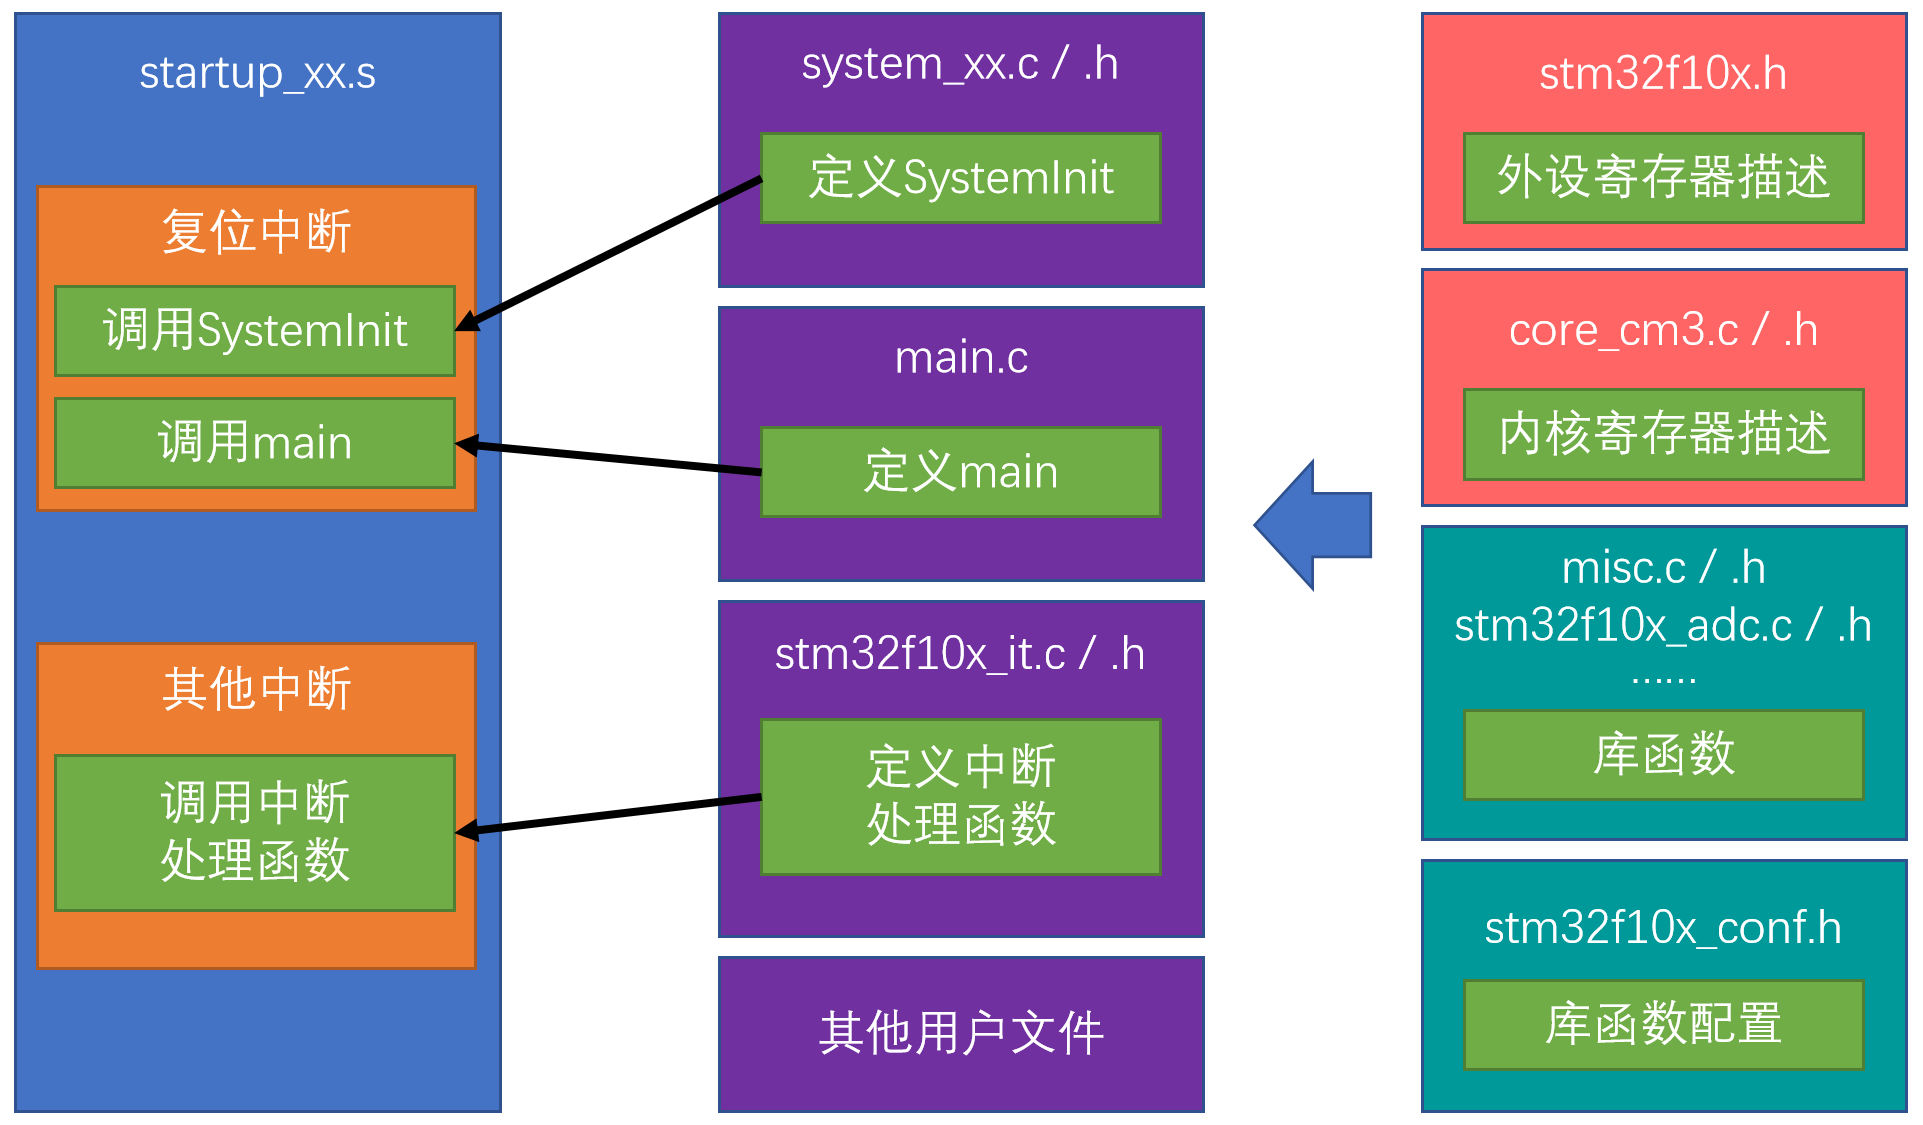 startup_xx.s
复位中断
调用SystemInit
调用main
其他中断
调用中断
处理函数
system_xx.c / .h
定义SystemInit
main.c
定义main
stm32f10x_it.c / .h
定义中断
处理函数
其他用户文件
stm32f10x.h
外设寄存器描述
core_cm3.c / .h
内核寄存器描述
misc.c / .h
stm32f10x_adc.c / .h
……
库函数
stm32f10x_conf.h
库函数配置